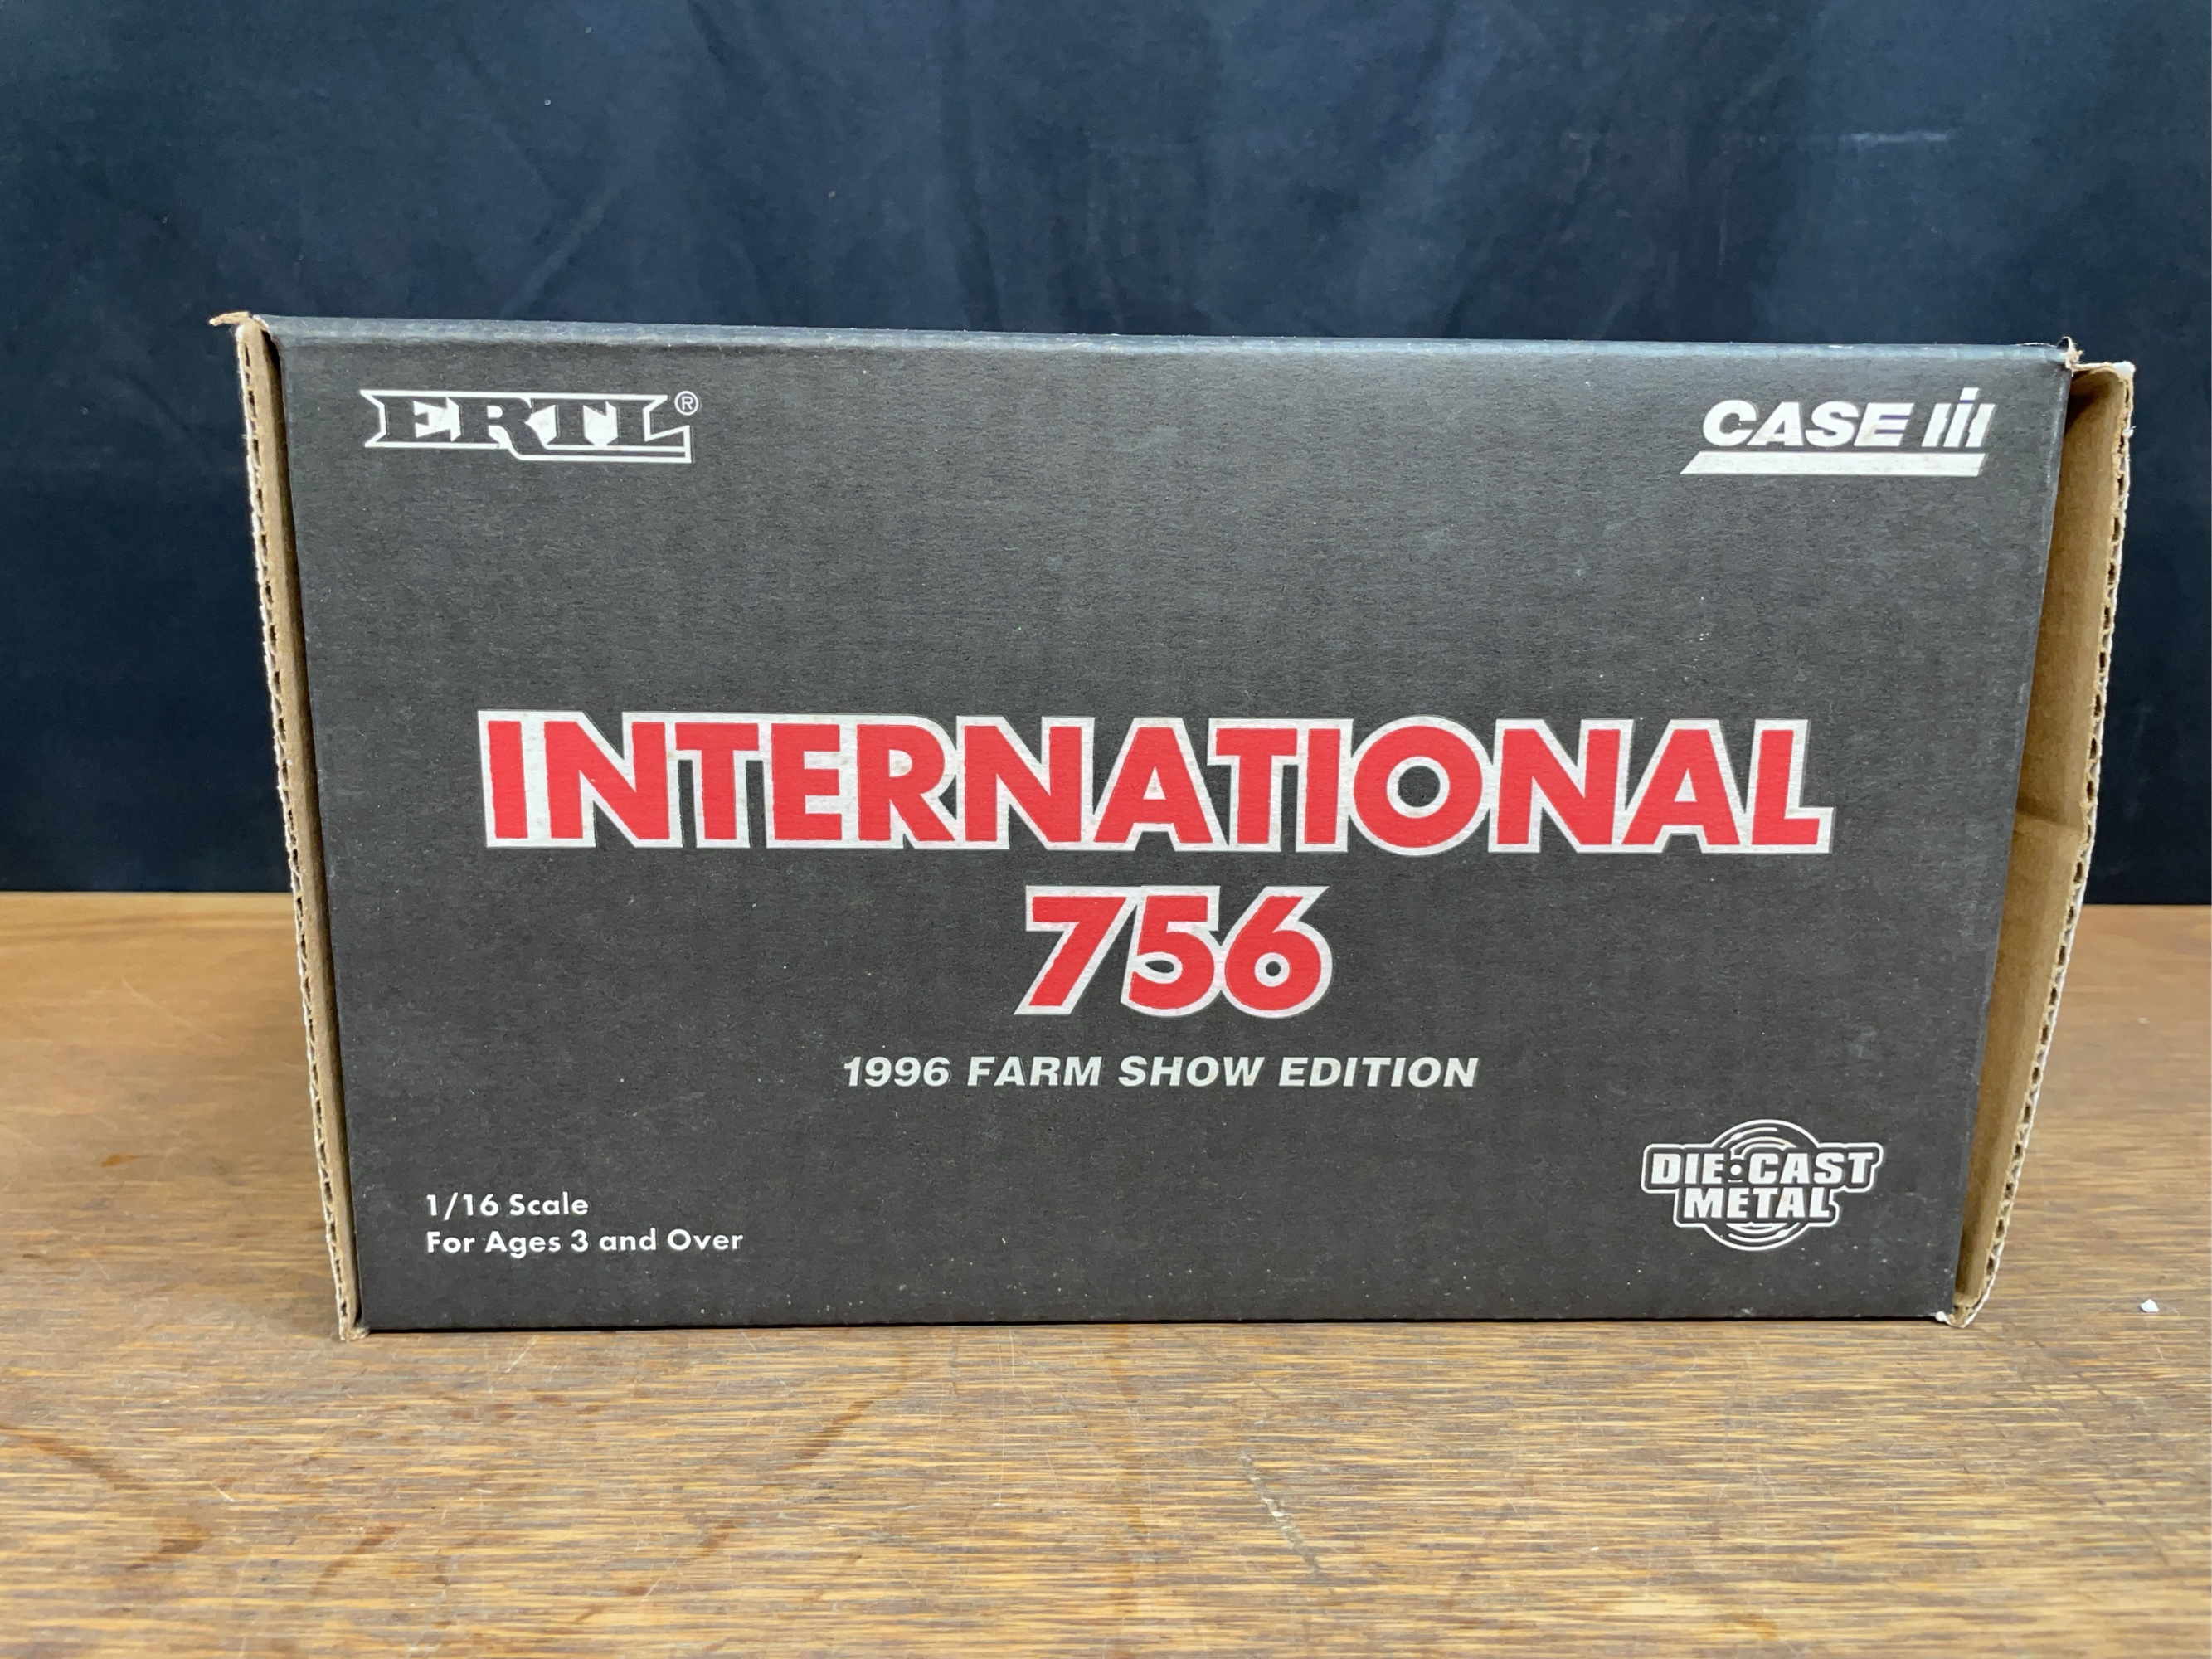 ERTL®
CASE IH
INTERNATIONAL
756
1996 FARM SHOW EDITION
DIE·CAST
METAL
1/16 Scale
For Ages 3 and Over